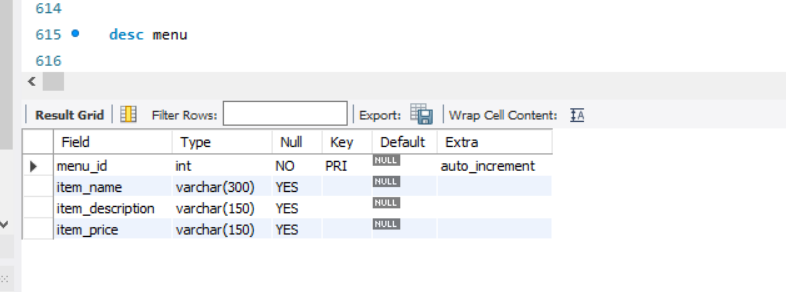 614
615 desc menu
616
Result Grid Filter Rows: Export: Wrap Cell Content: IA
Field Type Null Key Default Extra
menu_id int NO PRI NULL auto_increment
item_name varchar(300) YES NULL
item_description varchar(150) YES NULL
item_price varchar(150) YES NULL